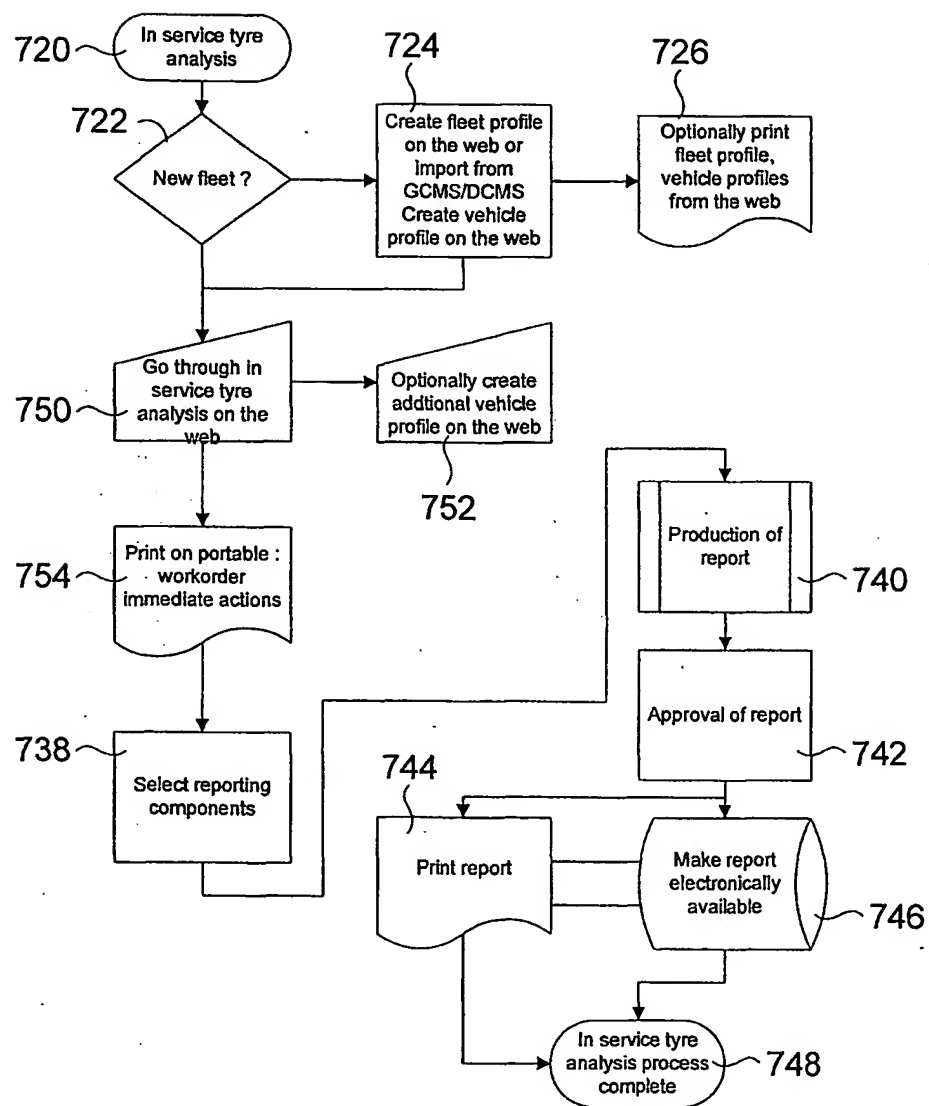 720
In service tyre
analysis
722
New fleet ?
724
Create fleet profile
on the web or
import from
GCMS/DCMS
Create vehicle
profile on the web
726
Optionally print
fleet profile,
vehicle profiles
from the web
750
Go through in
service tyre
analysis on the
web
Optionally create
addtional vehicle
profile on the web
752
754
Print on portable :
workorder
immediate actions
738
Select reporting
components
Production of
report
740
Approval of report
742
744
Print report
Make report
electronically
available
746
In service tyre
analysis process
complete
748